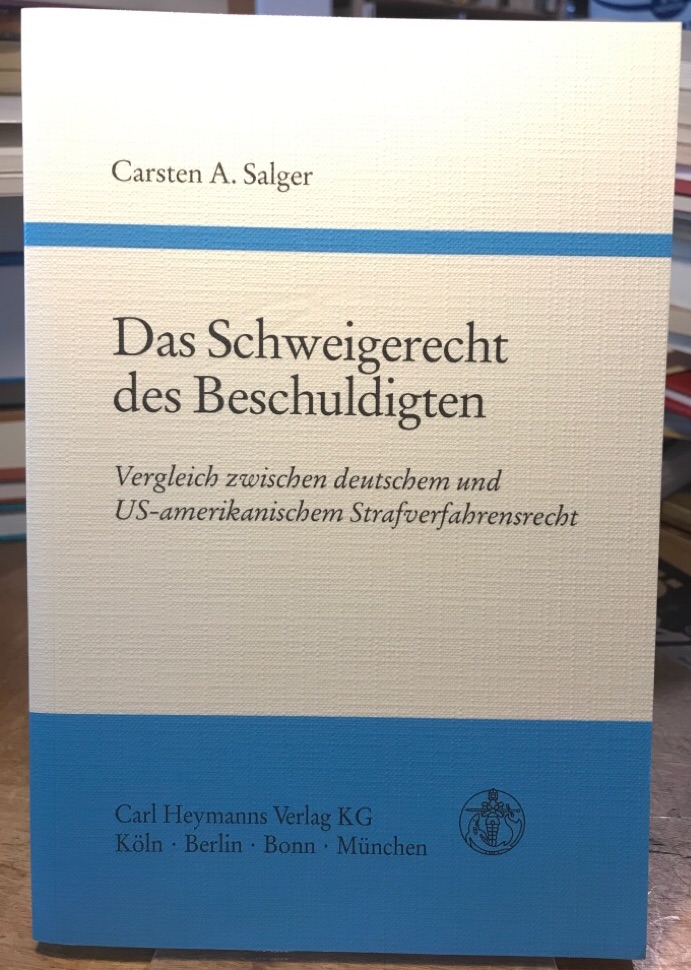 Carsten A. Salger
Das Schweigerecht
des Beschuldigten
Vergleich zwischen deutschem und
US-amerikanischem Strafverfahrensrecht
Carl Heymanns Verlag KG
Köln · Berlin · Bonn · München